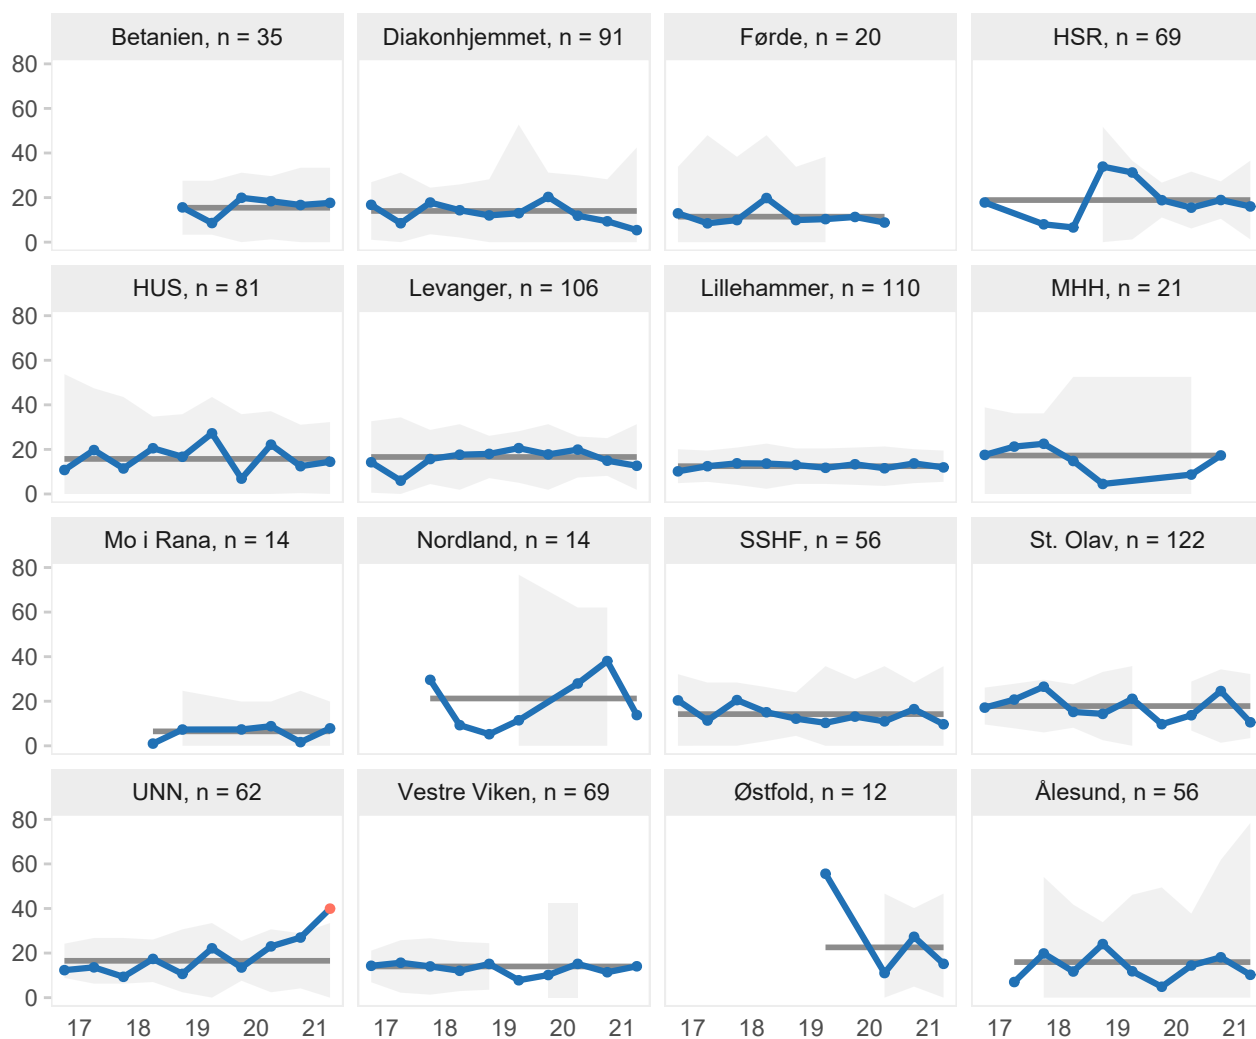 Betanien, n = 35
Diakonhjemmet, n = 91
Førde, n = 20
HSR, n = 69
80
60
40
20
0
HUS, n = 81
Levanger, n = 106
Lillehammer, n = 110
MHH, n = 21
80
60
40
20
0
Mo i Rana, n = 14
Nordland, n = 14
SSHF, n = 56
St. Olav, n = 122
80
60
40
20
0
UNN, n = 62
Vestre Viken, n = 69
Østfold, n = 12
Ålesund, n = 56
80
60
40
20
0
17 18 19 20 21
17 18 19 20 21
17 18 19 20 21
17 18 19 20 21